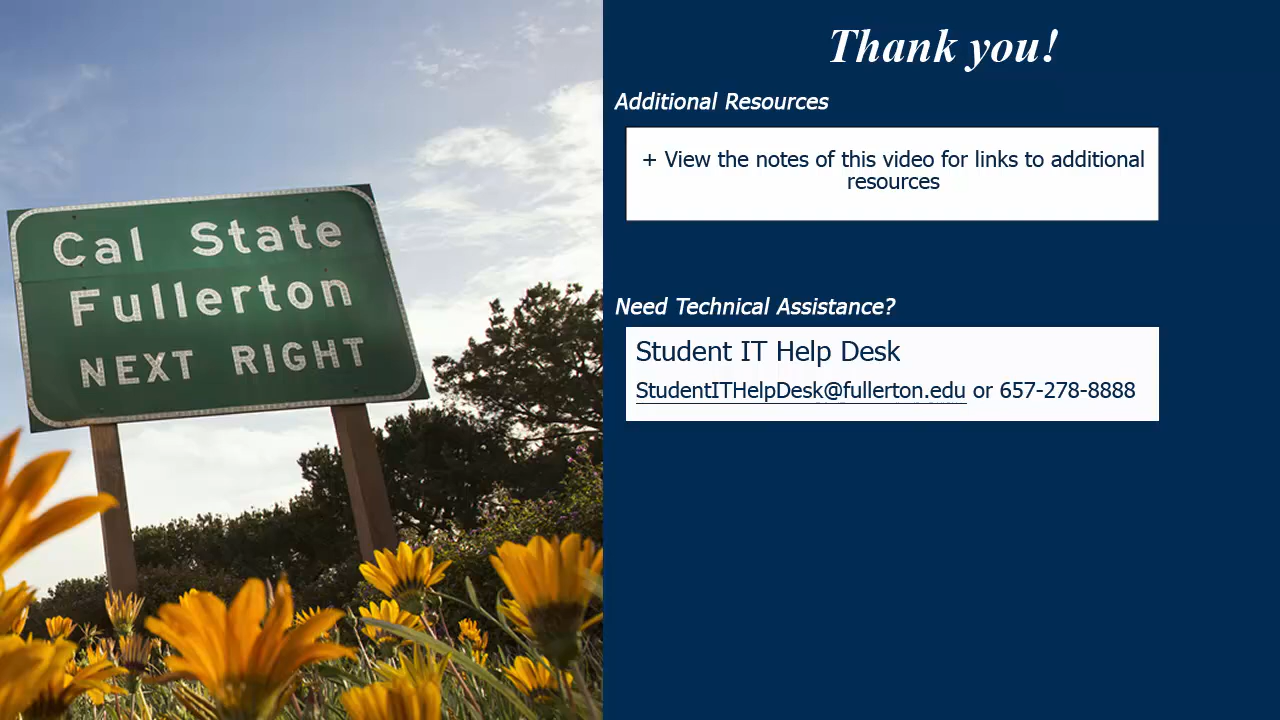 Cal State
Fullerton
NEXT RIGHT
Thank you!
Additional Resources
+ View the notes of this video for links to additional
resources
Need Technical Assistance?
Student IT Help Desk
StudentITHelpDesk@fullerton.edu or 657-278-8888